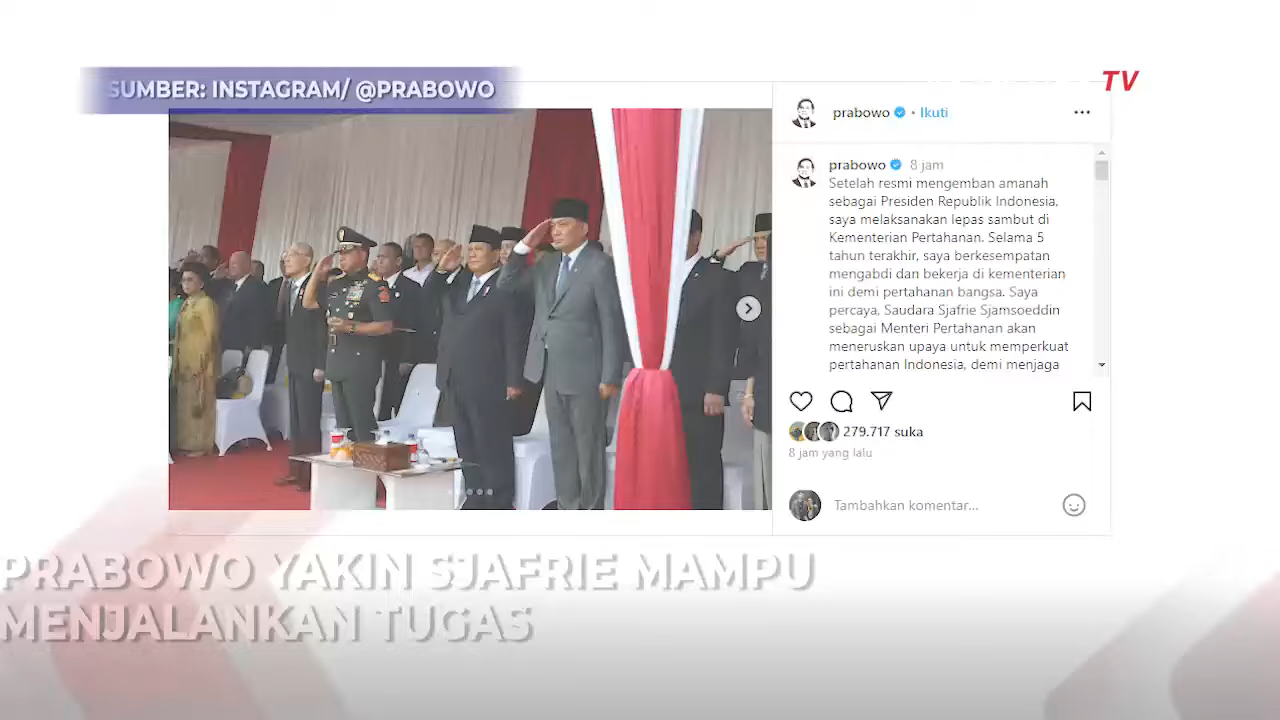 SUMBER: INSTAGRAM/ @PRABOWO
TV
prabowo • Ikuti
prabowo 8 jam
Setelah resmi mengemban amanah
sebagai Presiden Republik Indonesia,
saya melaksanakan lepas sambut di
Kementerian Pertahanan. Selama 5
tahun terakhir, saya berkesempatan
mengabdi dan bekerja di kementerian
ini demi pertahanan bangsa. Saya
percaya, Saudara Sjafrie Sjamsoeddin
sebagai Menteri Pertahanan akan
meneruskan upaya untuk memperkuat
pertahanan Indonesia, demi menjaga
279.717 suka
8 jam yang lalu
Tambahkan komentar...
PRABOWO YAKIN SJAFRIE MAMPU
MENJALANKAN TUGAS